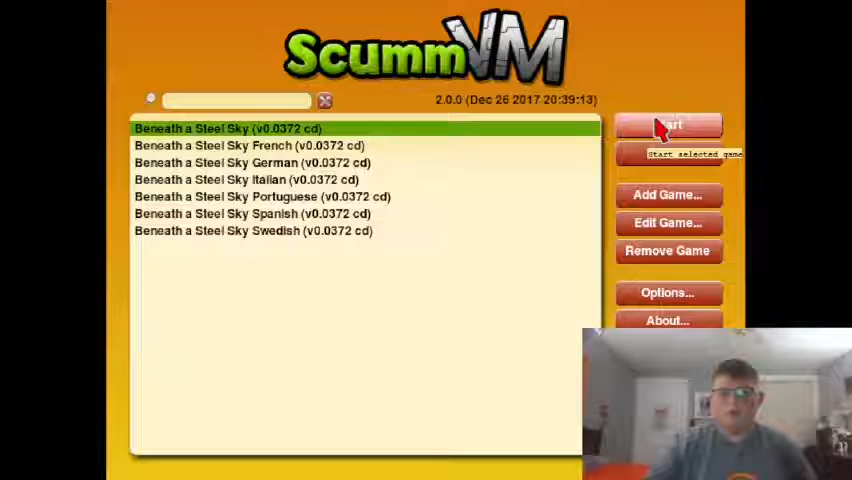 ScummVM
2.0.0 (Dec 26 2017 20:39:13)
Beneath a Steel Sky (v0.0372 cd)
Beneath a Steel Sky French (v0.0372 cd)
Beneath a Steel Sky German (v0.0372 cd)
Beneath a Steel Sky Italian (v0.0372 cd)
Beneath a Steel Sky Portuguese (v0.0372 cd)
Beneath a Steel Sky Spanish (v0.0372 cd)
Beneath a Steel Sky Swedish (v0.0372 cd)
Start selected game
Add Game...
Edit Game...
Remove Game
Options...
About...